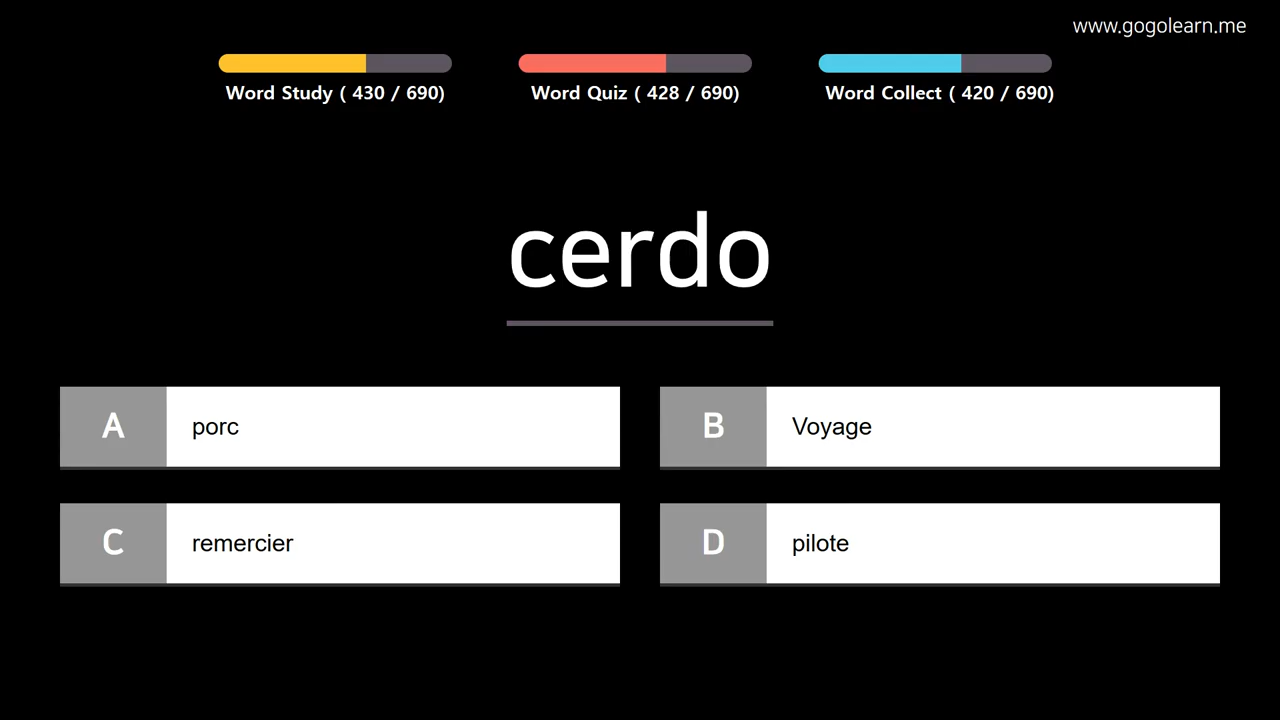 www.gogolearn.me
Word Study ( 430 / 690)
Word Quiz ( 428 / 690)
Word Collect ( 420 / 690)
cerdo
A porc
B Voyage
C remercier
D pilote